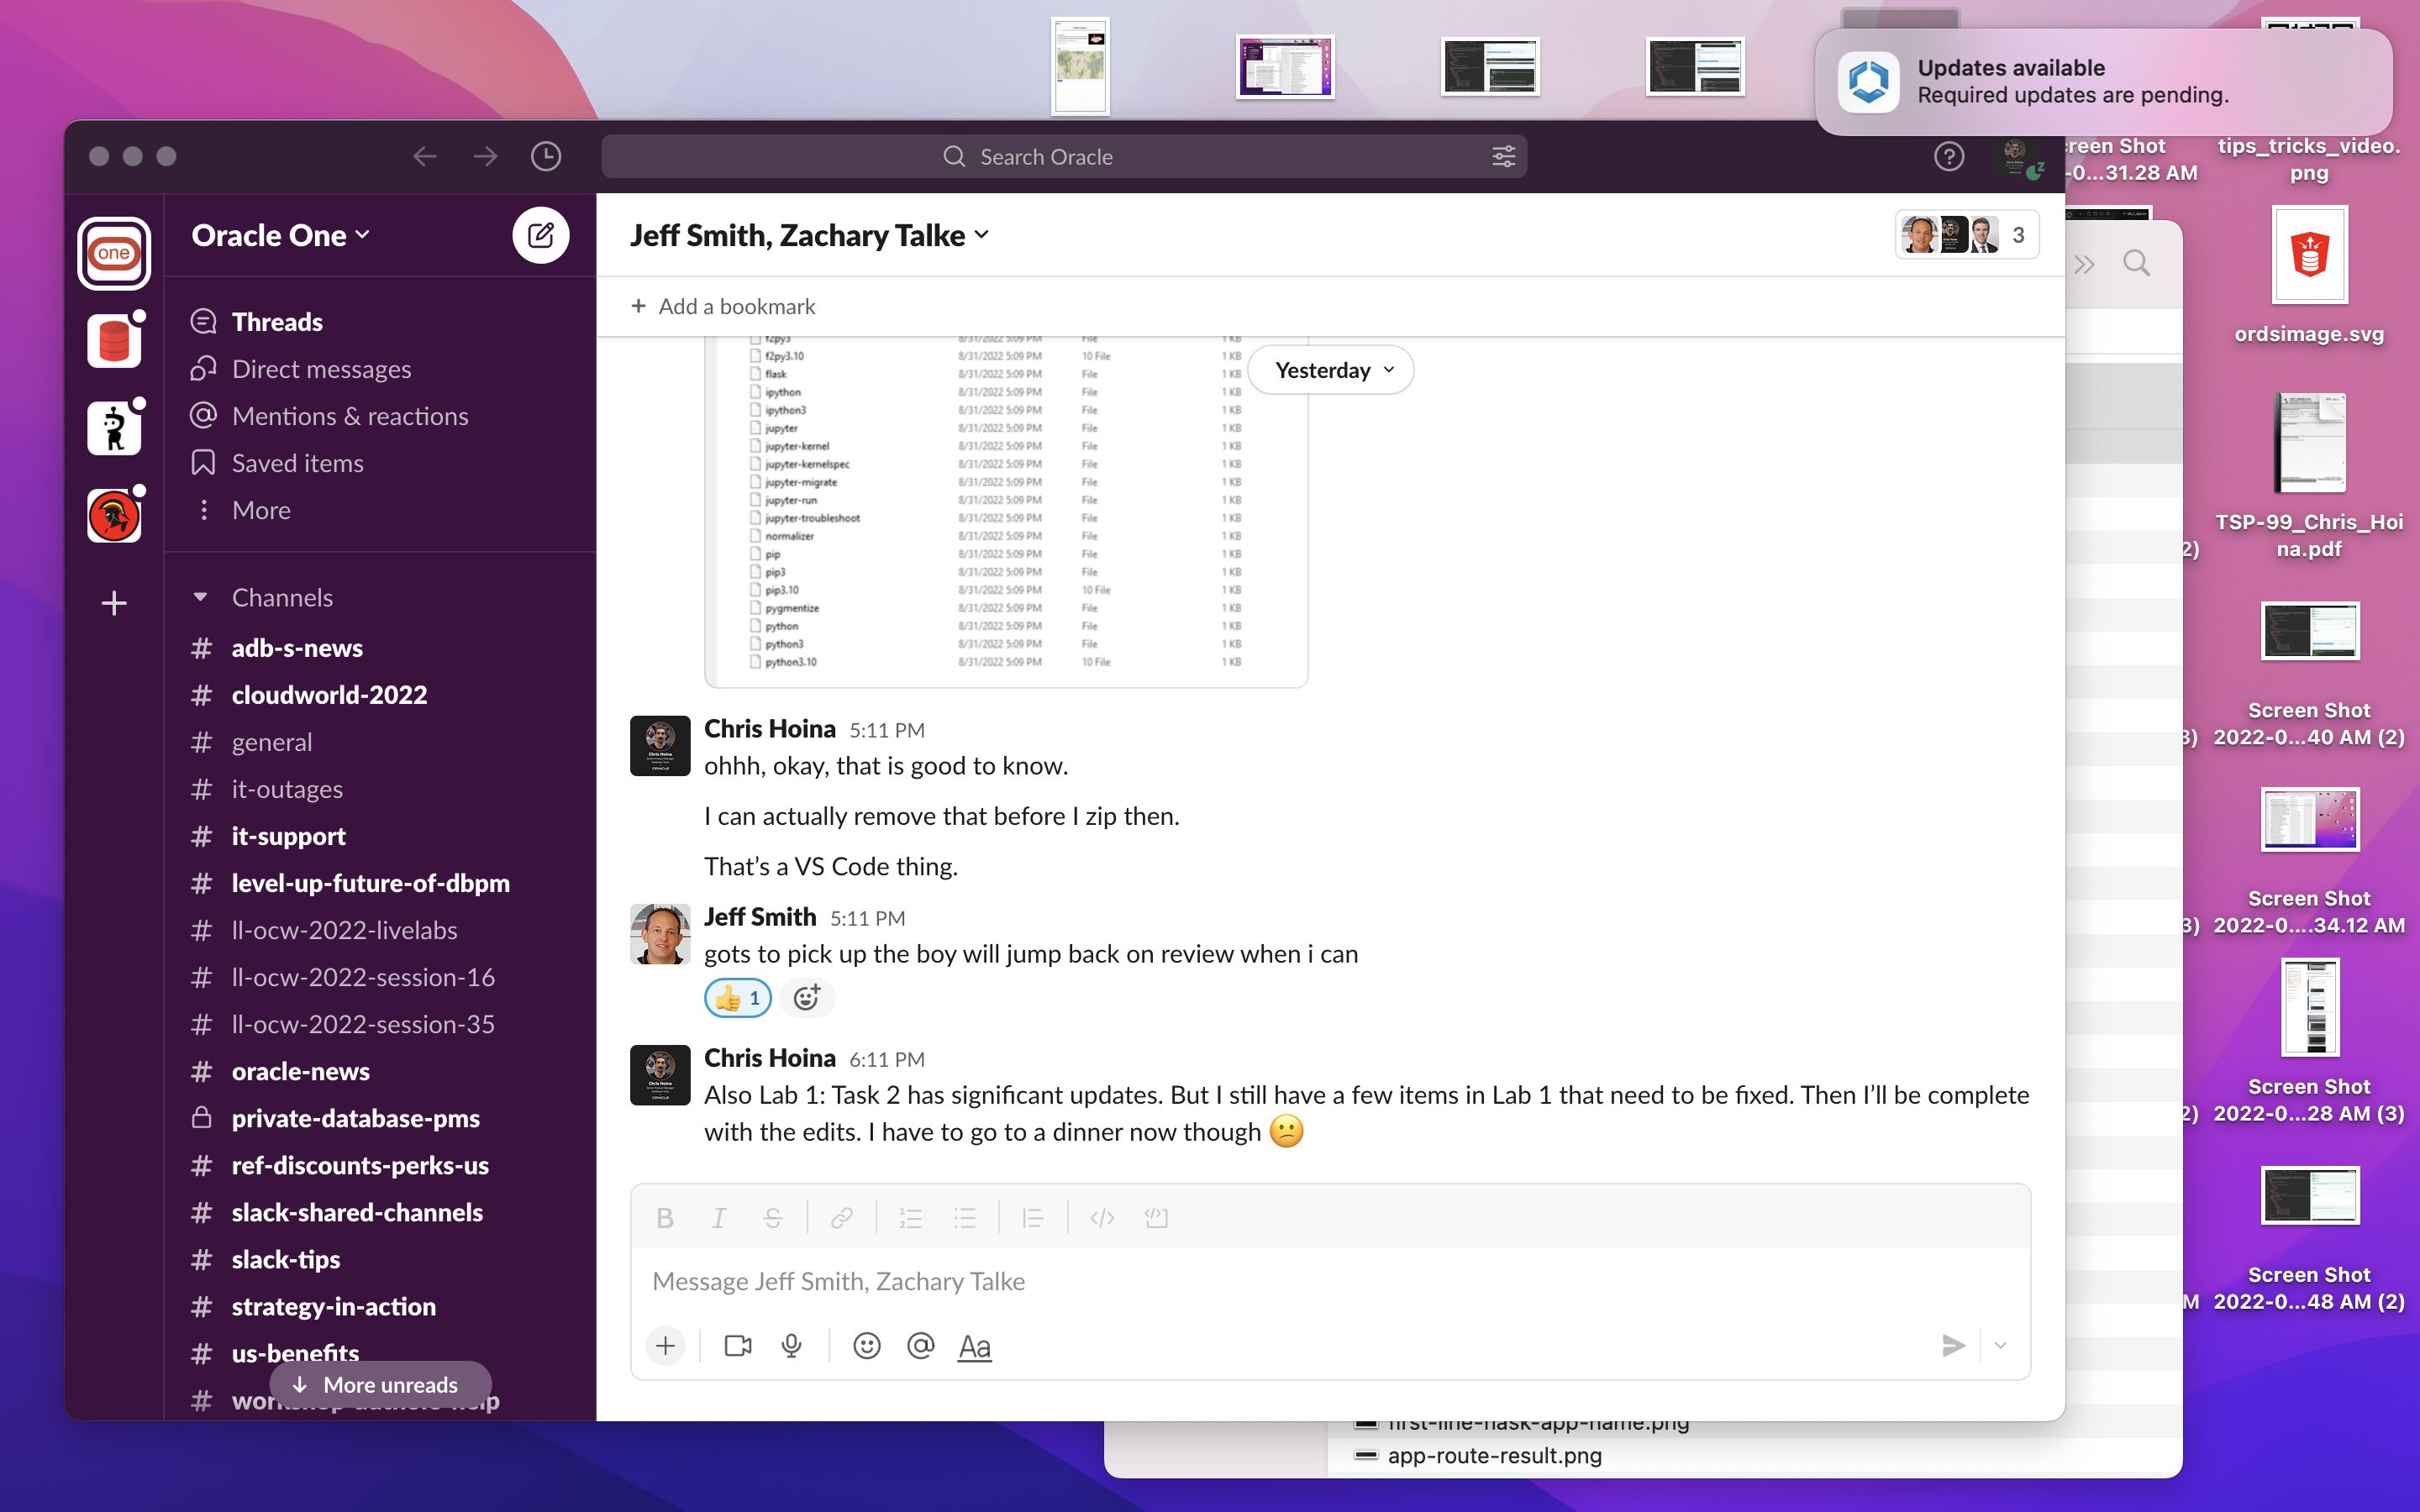 Updates available
Required updates are pending.
Search Oracle
creen Shot
-0...31.28 AM
tips_tricks_video.
png
one
Oracle One
Jeff Smith, Zachary Talke
3
Add a bookmark
ordsimage.svg
Threads
Direct messages
Mentions & reactions
Saved items
More
Yesterday
f2py3 8/31/2022 5:09 PM File 1 KB
f2py3.10 8/31/2022 5:09 PM 10 File 1 KB
flask 8/31/2022 5:09 PM File 1 KB
ipython 8/31/2022 5:09 PM File 1 KB
ipython3 8/31/2022 5:09 PM File 1 KB
jupyter 8/31/2022 5:09 PM File 1 KB
jupyter-kernel 8/31/2022 5:09 PM File 1 KB
jupyter-kernelspec 8/31/2022 5:09 PM File 1 KB
jupyter-migrate 8/31/2022 5:09 PM File 1 KB
jupyter-run 8/31/2022 5:09 PM File 1 KB
jupyter-troubleshoot 8/31/2022 5:09 PM File 1 KB
normalizer 8/31/2022 5:09 PM File 1 KB
pip 8/31/2022 5:09 PM File 1 KB
pip3 8/31/2022 5:09 PM File 1 KB
pip3.10 8/31/2022 5:09 PM 10 File 1 KB
pygmentize 8/31/2022 5:09 PM File 1 KB
python 8/31/2022 5:09 PM File 1 KB
python3 8/31/2022 5:09 PM File 1 KB
python3.10 8/31/2022 5:09 PM 10 File 1 KB
Channels
# adb-s-news
# cloudworld-2022
# general
# it-outages
# it-support
# level-up-future-of-dbpm
# ll-ocw-2022-livelabs
# ll-ocw-2022-session-16
# ll-ocw-2022-session-35
# oracle-news
private-database-pms
# ref-discounts-perks-us
# slack-shared-channels
# slack-tips
# strategy-in-action
# us-benefits
More unreads
Chris Hoina 5:11 PM
ohhh, okay, that is good to know.
I can actually remove that before I zip then.
That's a VS Code thing.
Jeff Smith 5:11 PM
gots to pick up the boy will jump back on review when i can
👍 1
Chris Hoina 6:11 PM
Also Lab 1: Task 2 has significant updates. But I still have a few items in Lab 1 that need to be fixed. Then I'll be complete
with the edits. I have to go to a dinner now though 😕
B I S
Message Jeff Smith, Zachary Talke
Aa
first-line-flask-app-name.png
app-route-result.png
TSP-99_Chris_Hoi
na.pdf
2)
Screen Shot
3) 2022-0...40 AM (2)
Screen Shot
3) 2022-0....34.12 AM
Screen Shot
2) 2022-0...28 AM (3)
Screen Shot
M 2022-0...48 AM (2)